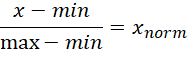 x − min
max − min = x_norm